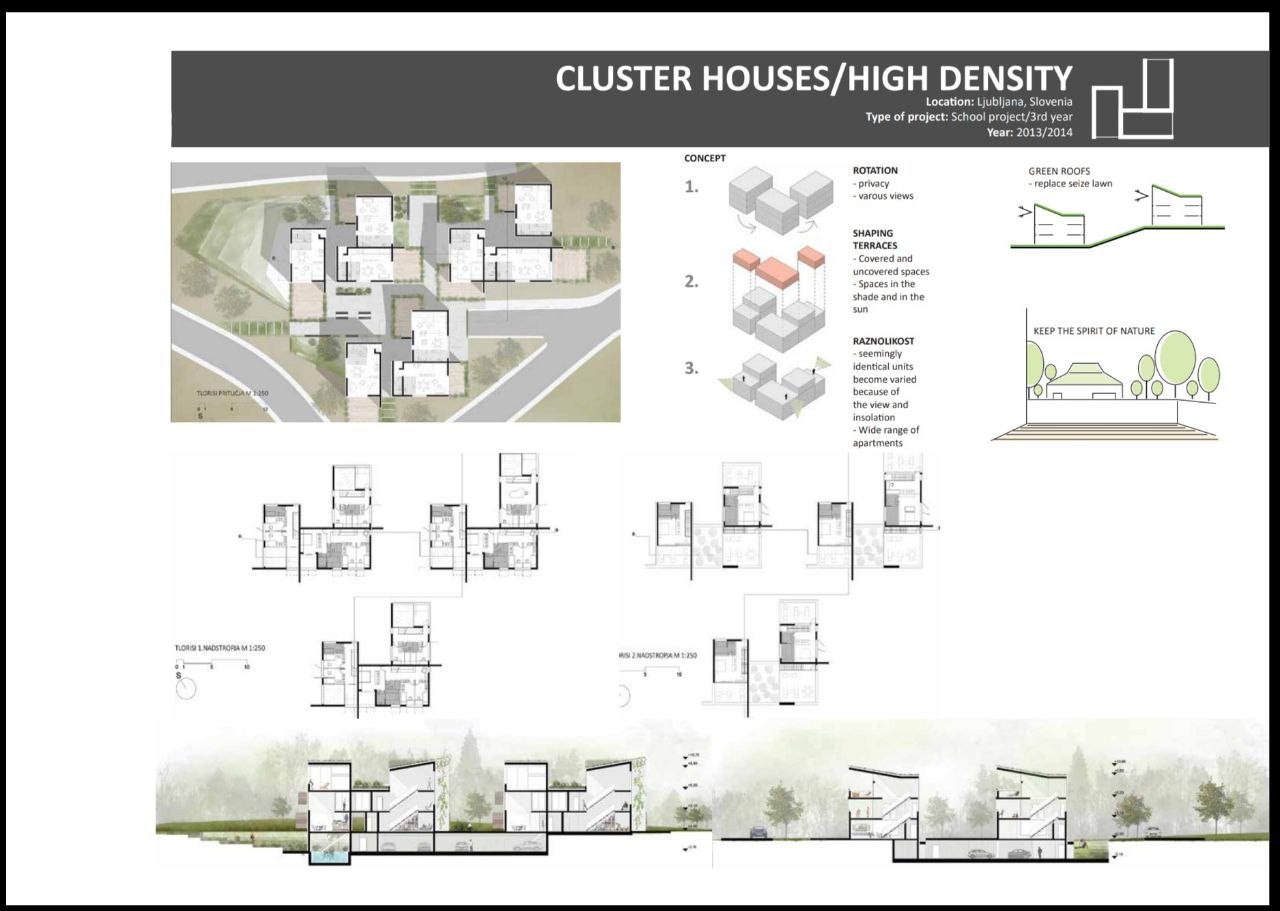 CLUSTER HOUSES/HIGH DENSITY
Location: Ljubljana, Slovenia
Type of project: School project/3rd year
Year: 2013/2014
CONCEPT
1.
ROTATION
- privacy
- varous views
2.
SHAPING
TERRACES
- Covered and
uncovered spaces
- Spaces in the
shade and in the
sun
3.
RAZNOLIKOST
- seemingly
identical units
become varied
because of
the view and
insolation
- Wide range of
apartments
GREEN ROOFS
- replace seize lawn
KEEP THE SPIRIT OF NATURE
TLORISI PRITLIČJA M 1:250
0 1 5 10
S
TLORISI 1.NADSTROPJA M 1:250
0 1 5 10
S
RISI 2.NADSTROPJA M 1:250
5 10